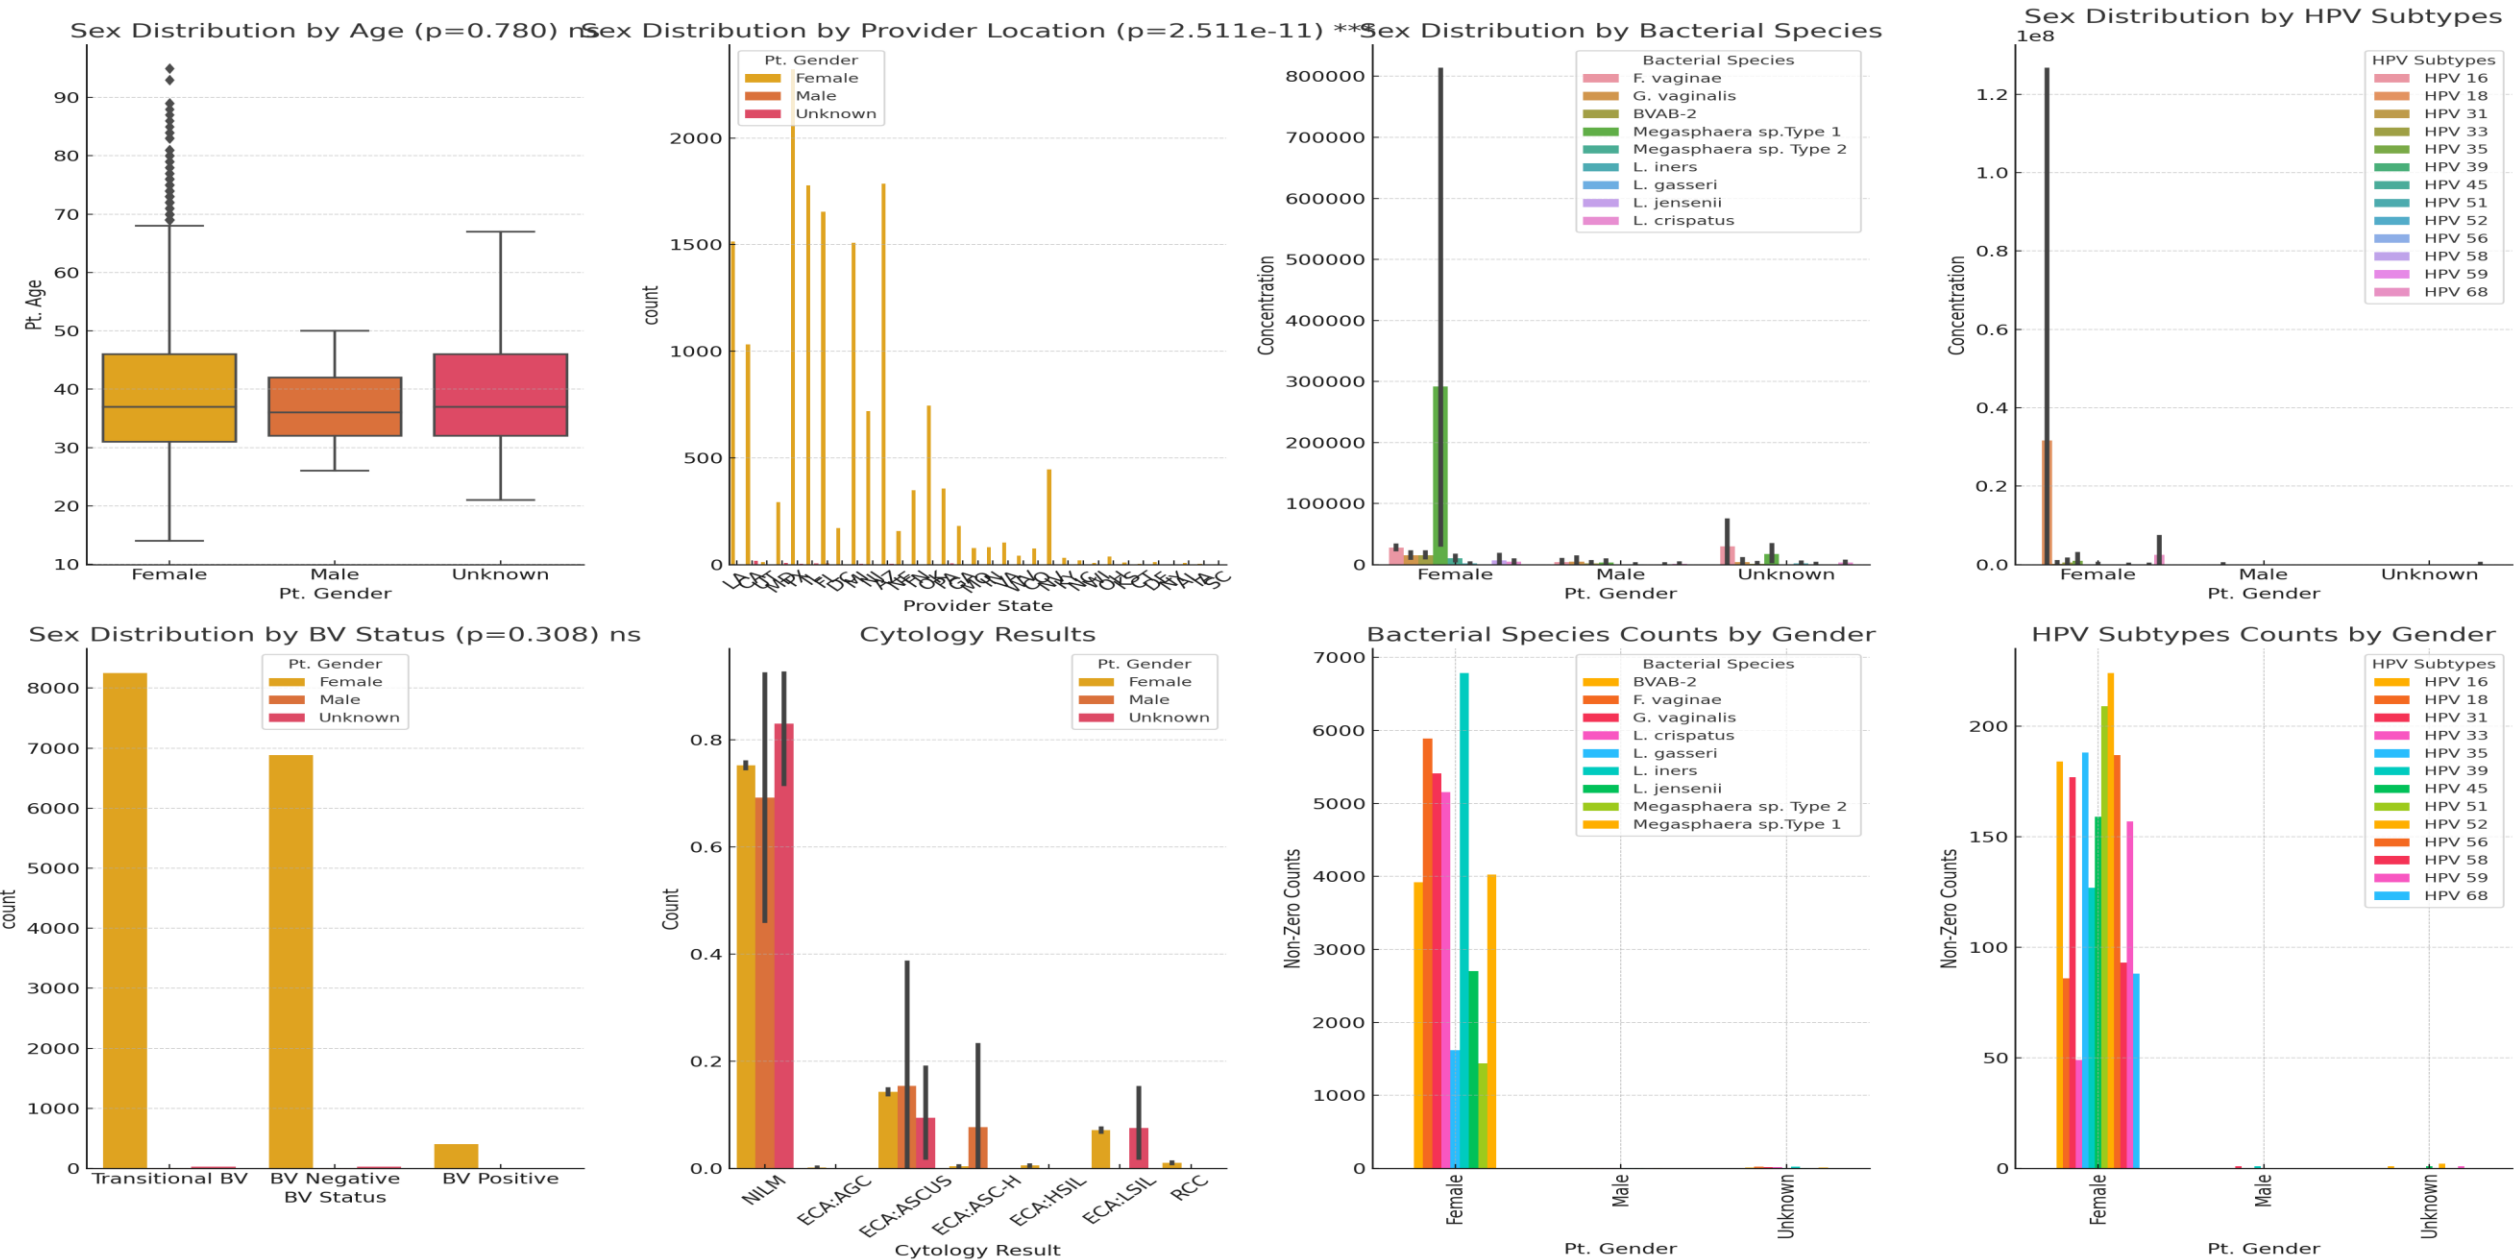 Sex Distribution by Age (p=0.780) ns
90
80
70
60
50
40
30
20
10
Pt. Age
Female
Male
Unknown
Pt. Gender
Sex Distribution by Provider Location (p=2.511e-11) ***
Pt. Gender
Female
Male
Unknown
2000
1500
1000
500
0
count
LA
CA
Provider State
Sex Distribution by Bacterial Species
Bacterial Species
F. vaginae
G. vaginalis
BVAB-2
Megasphaera sp.Type 1
Megasphaera sp. Type 2
L. iners
L. gasseri
L. jensenii
L. crispatus
800000
700000
600000
500000
400000
300000
200000
100000
0
Concentration
Female
Male
Unknown
Pt. Gender
Sex Distribution by HPV Subtypes
1e8
HPV Subtypes
HPV 16
HPV 18
HPV 31
HPV 33
HPV 35
HPV 39
HPV 45
HPV 51
HPV 52
HPV 56
HPV 58
HPV 59
HPV 68
1.2
1.0
0.8
0.6
0.4
0.2
0.0
Concentration
Female
Male
Unknown
Pt. Gender
Sex Distribution by BV Status (p=0.308) ns
Pt. Gender
Female
Male
Unknown
8000
7000
6000
5000
4000
3000
2000
1000
0
count
Transitional BV
BV Negative
BV Positive
BV Status
Cytology Results
Pt. Gender
Female
Male
Unknown
0.8
0.6
0.4
0.2
0.0
Count
NILM
ECA:AGC
ECA:ASCUS
ECA:ASC-H
ECA:HSIL
ECA:LSIL
RCC
Cytology Result
Bacterial Species Counts by Gender
Bacterial Species
BVAB-2
F. vaginae
G. vaginalis
L. crispatus
L. gasseri
L. iners
L. jensenii
Megasphaera sp. Type 2
Megasphaera sp.Type 1
7000
6000
5000
4000
3000
2000
1000
0
Non-Zero Counts
Female
Male
Unknown
Pt. Gender
HPV Subtypes Counts by Gender
HPV Subtypes
HPV 16
HPV 18
HPV 31
HPV 33
HPV 35
HPV 39
HPV 45
HPV 51
HPV 52
HPV 56
HPV 58
HPV 59
HPV 68
200
150
100
50
0
Non-Zero Counts
Female
Male
Unknown
Pt. Gender